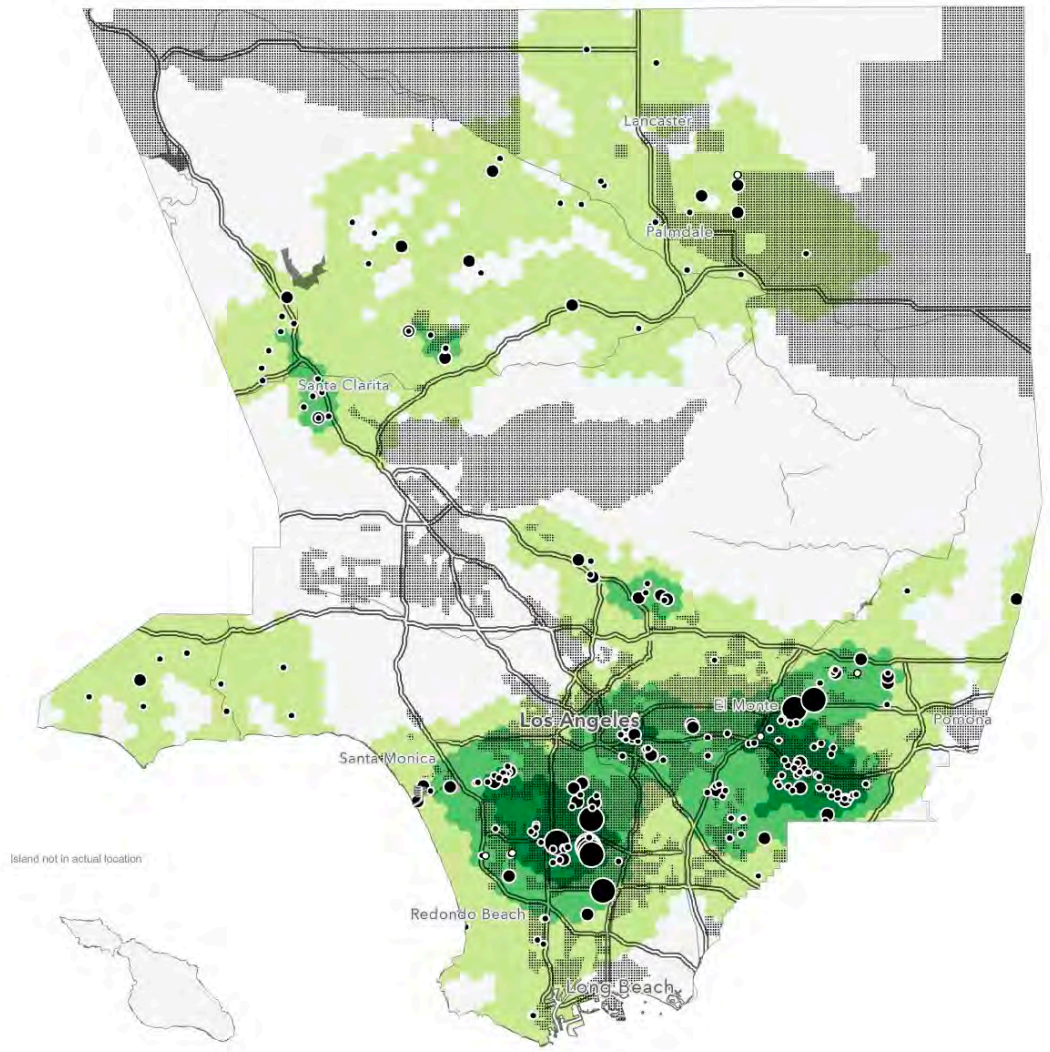 Lancaster
Palmdale
Santa Clarita
El Monte
Los Angeles
Pomona
Santa Monica
Island not in actual location
Redondo Beach
Long Beach